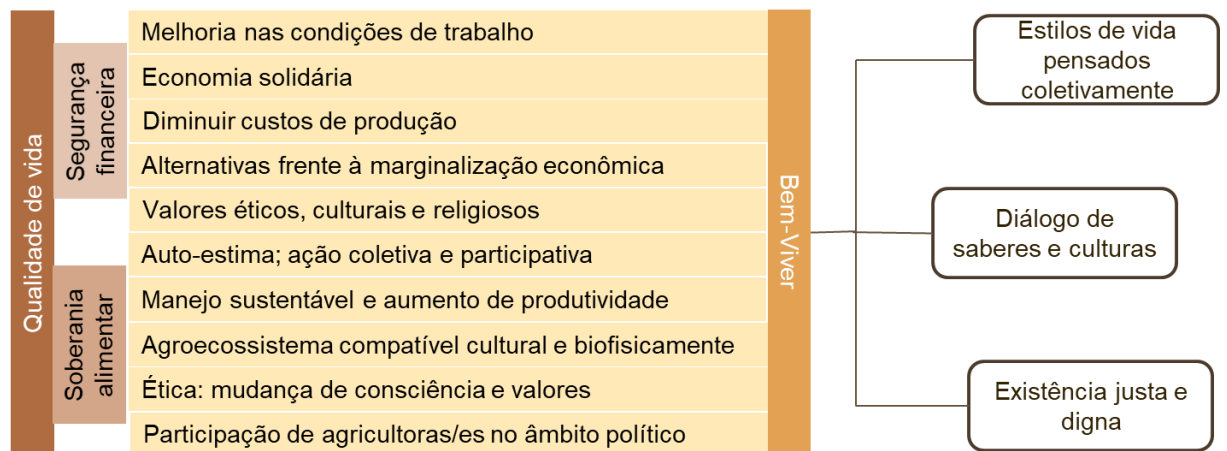 Qualidade de vida
Segurança
financeira
Soberania
alimentar
Melhoria nas condições de trabalho
Economia solidária
Diminuir custos de produção
Alternativas frente à marginalização econômica
Valores éticos, culturais e religiosos
Auto-estima; ação coletiva e participativa
Manejo sustentável e aumento de produtividade
Agroecossistema compatível cultural e biofisicamente
Ética: mudança de consciência e valores
Participação de agricultoras/es no âmbito político
Bem-Viver
Estilos de vida
pensados
coletivamente
Diálogo de
saberes e culturas
Existência justa e
digna